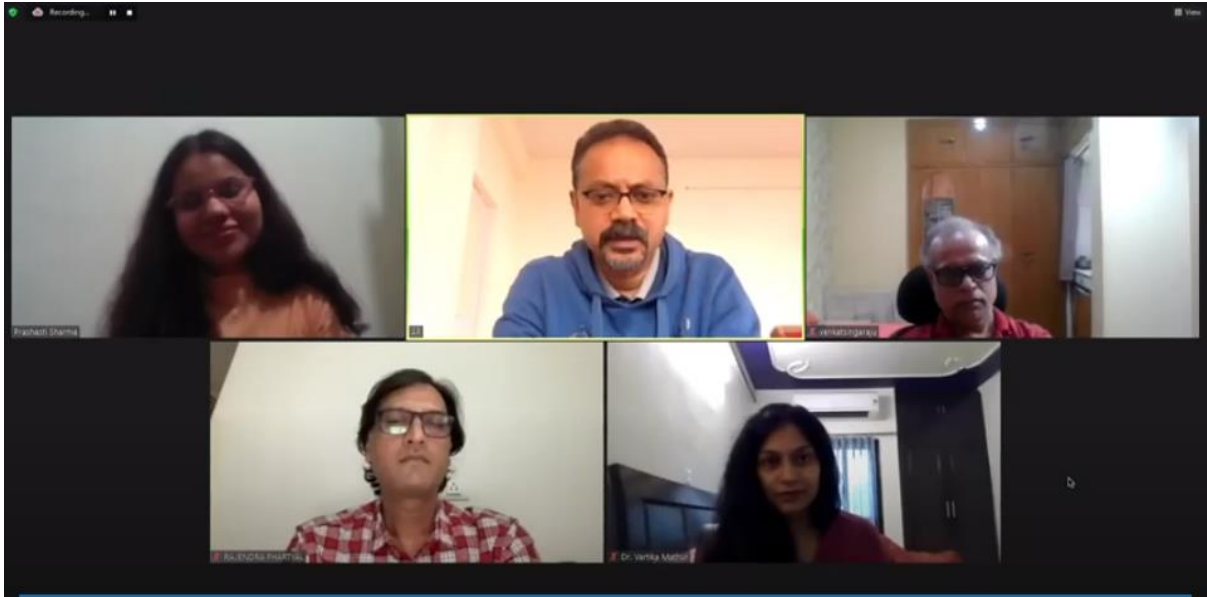 Recording...
View
Prashasti Sharma
Venkatsingaraju
RAJENDRA PHARTYAL
Dr. Vartika Mathur